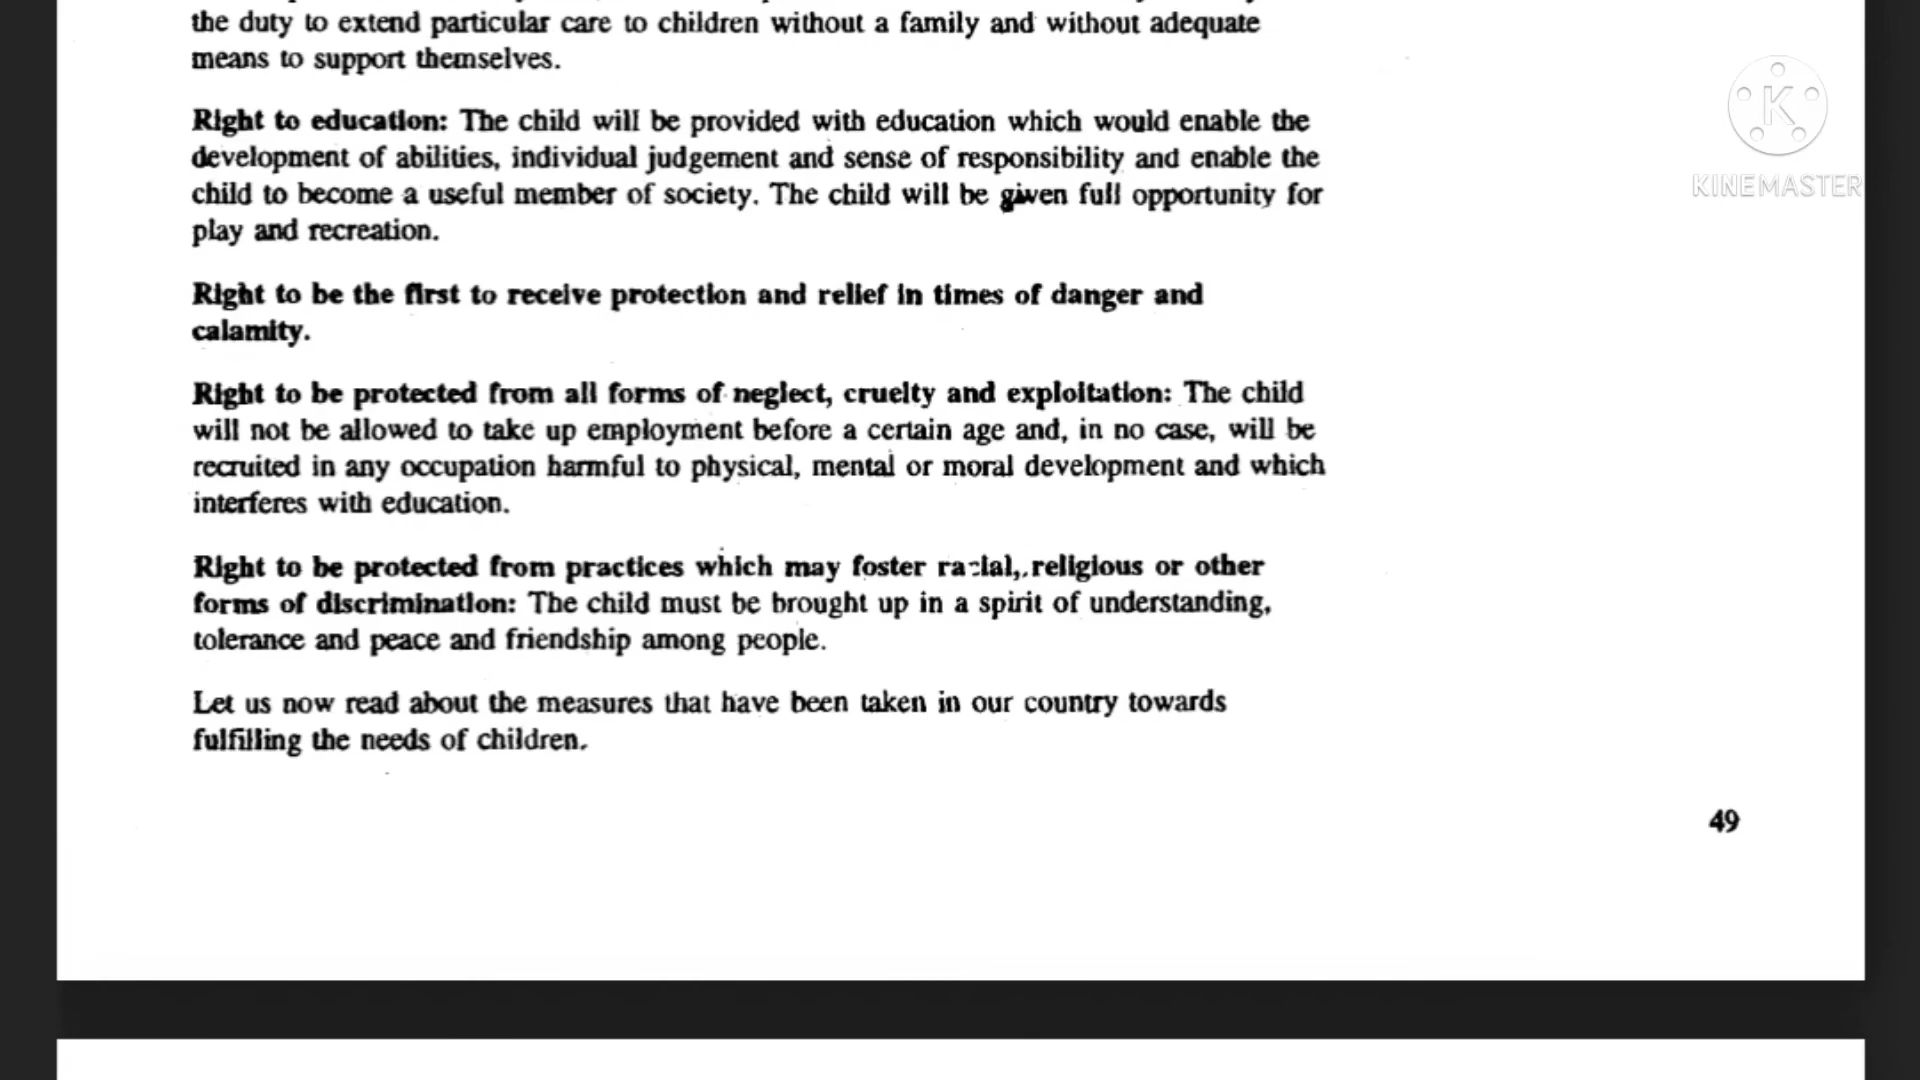 the duty to extend particular care to children without a family and without adequate
means to support themselves.
Right to education: The child will be provided with education which would enable the
development of abilities, individual judgement and sense of responsibility and enable the
child to become a useful member of society. The child will be given full opportunity for
play and recreation.
Right to be the first to receive protection and relief in times of danger and
calamity.
Right to be protected from all forms of neglect, cruelty and exploitation: The child
will not be allowed to take up employment before a certain age and, in no case, will be
recruited in any occupation harmful to physical, mental or moral development and which
interferes with education.
Right to be protected from practices which may foster racial, religious or other
forms of discrimination: The child must be brought up in a spirit of understanding,
tolerance and peace and friendship among people.
Let us now read about the measures that have been taken in our country towards
fulfilling the needs of children.
49
K
KINEMASTER